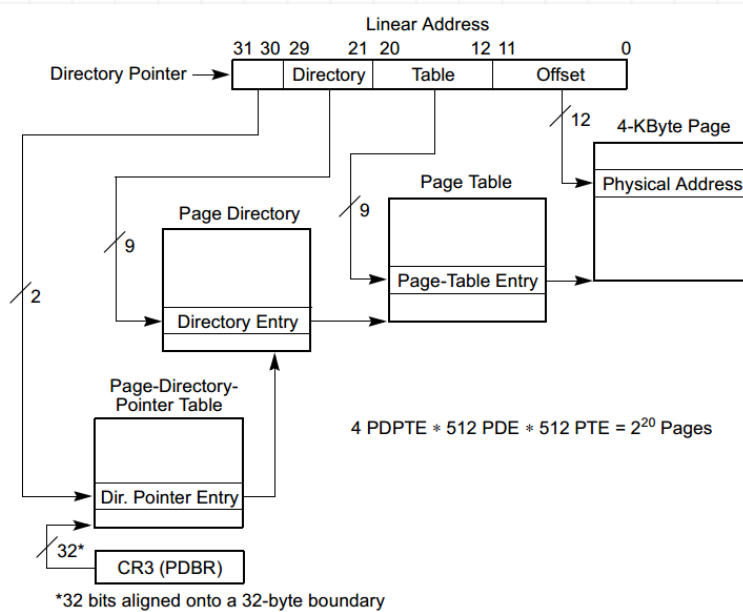 Linear Address
31 30 29 21 20 12 11 0
Directory Pointer
Directory Table Offset
12
4-KByte Page
Physical Address
Page Table
9
Page-Table Entry
Page Directory
9
Directory Entry
2
Page-Directory-
Pointer Table
Dir. Pointer Entry
4 PDPTE * 512 PDE * 512 PTE = 2²⁰ Pages
32*
CR3 (PDBR)
*32 bits aligned onto a 32-byte boundary